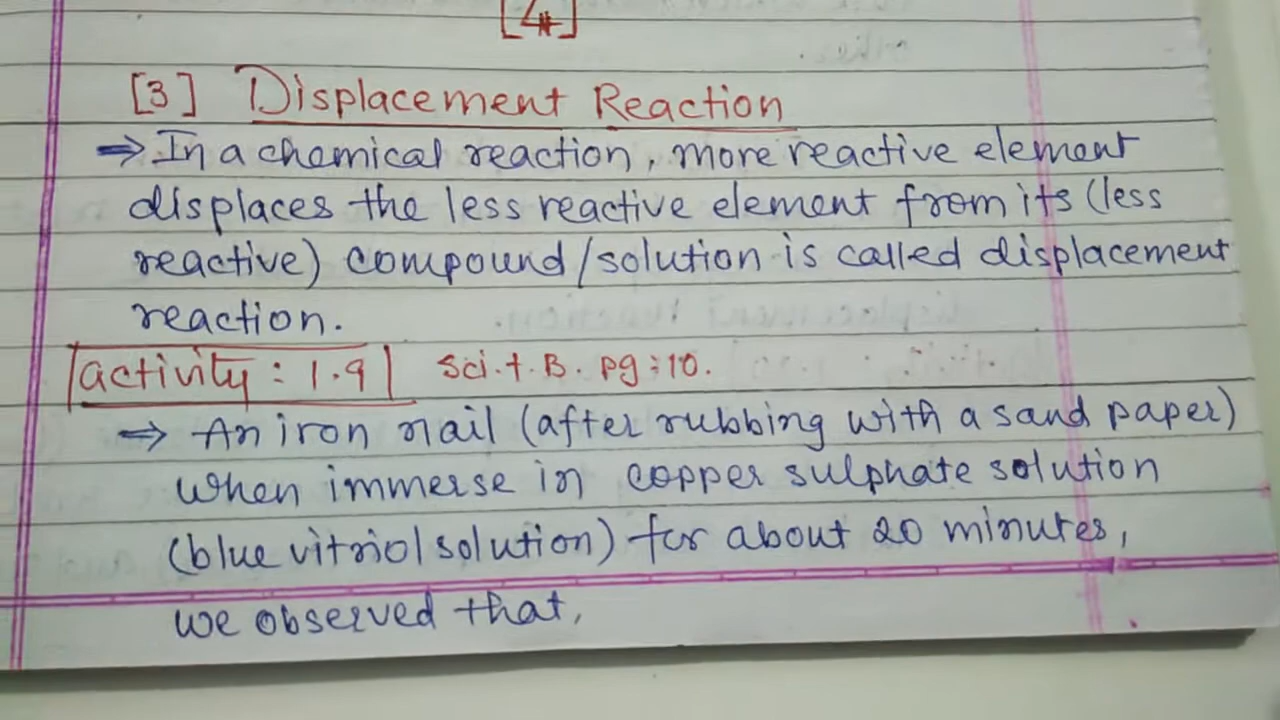 [4]
[3] Displacement Reaction
⇒ In a chemical reaction, more reactive element
displaces the less reactive element from its (less
reactive) compound/solution is called displacement
reaction.
activity : 1.9 Sci. t. B. pg:10.
⇒ An iron nail (after rubbing with a sand paper)
when immerse in copper sulphate solution
(blue vitriol solution) for about 20 minutes,
we observed that,